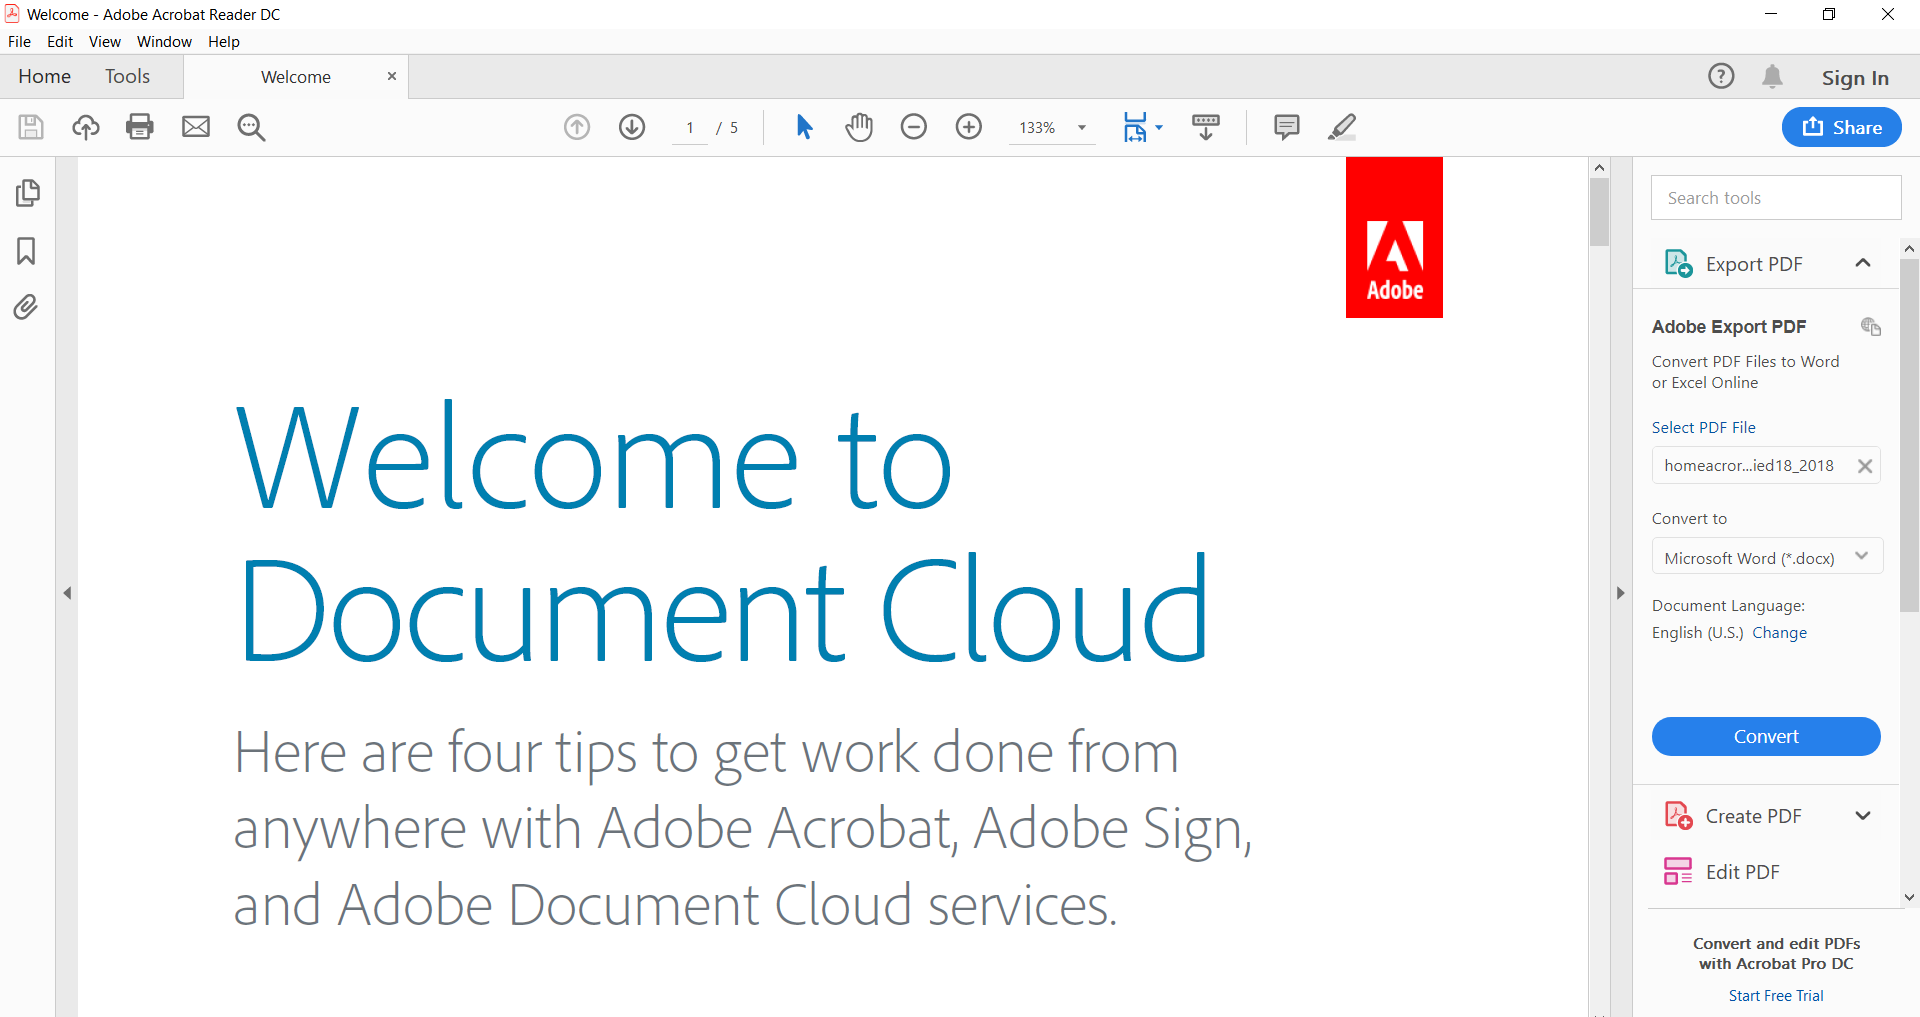 Welcome - Adobe Acrobat Reader DC
File Edit View Window Help
Home Tools Welcome Sign In
1 / 5 133% Share
Search tools
Adobe
Export PDF
Adobe Export PDF
Convert PDF Files to Word
or Excel Online
Select PDF File
homeacror...ied18_2018
Convert to
Microsoft Word (*.docx)
Document Language:
English (U.S.) Change
Convert
Create PDF
Edit PDF
Convert and edit PDFs
with Acrobat Pro DC
Start Free Trial
Welcome to
Document Cloud
Here are four tips to get work done from
anywhere with Adobe Acrobat, Adobe Sign,
and Adobe Document Cloud services.